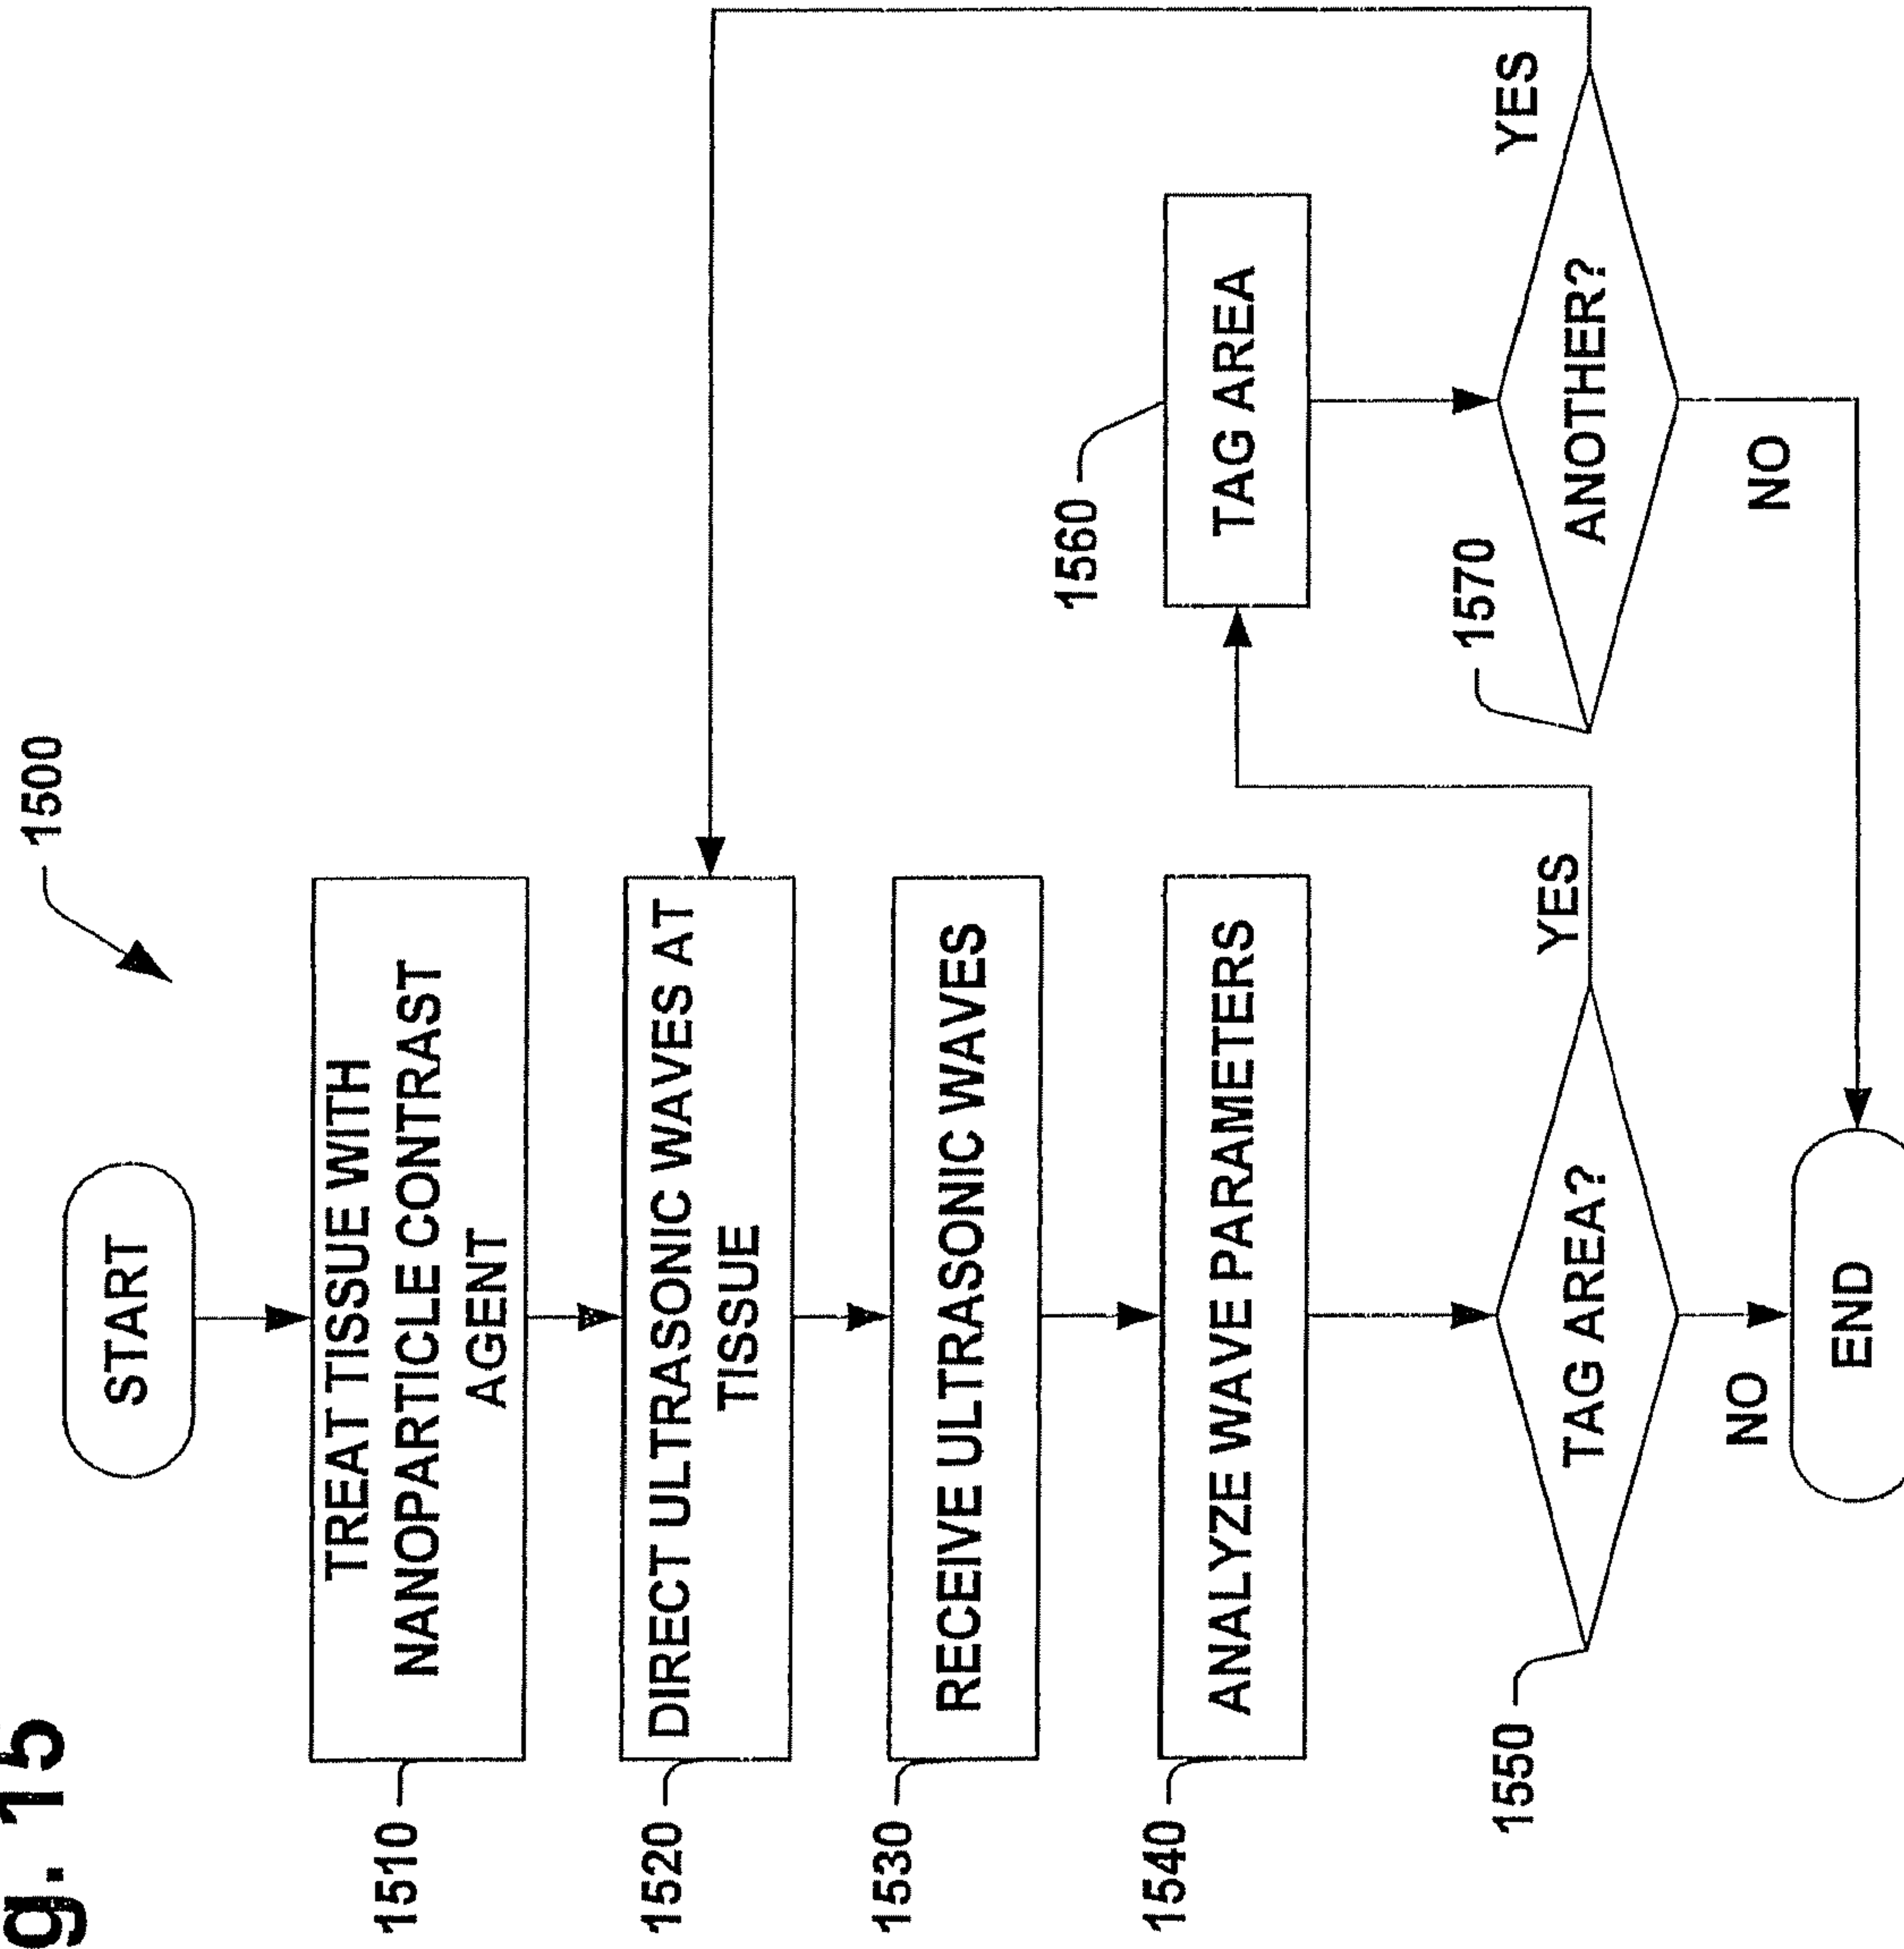 g. 15
1500
START
1510
TREAT TISSUE WITH
NANOPARTICLE CONTRAST
AGENT
1520
DIRECT ULTRASONIC WAVES AT
TISSUE
1530
RECEIVE ULTRASONIC WAVES
1540
ANALYZE WAVE PARAMETERS
1550
TAG AREA?
YES
NO
1560
TAG AREA
1570
ANOTHER?
YES
NO
END